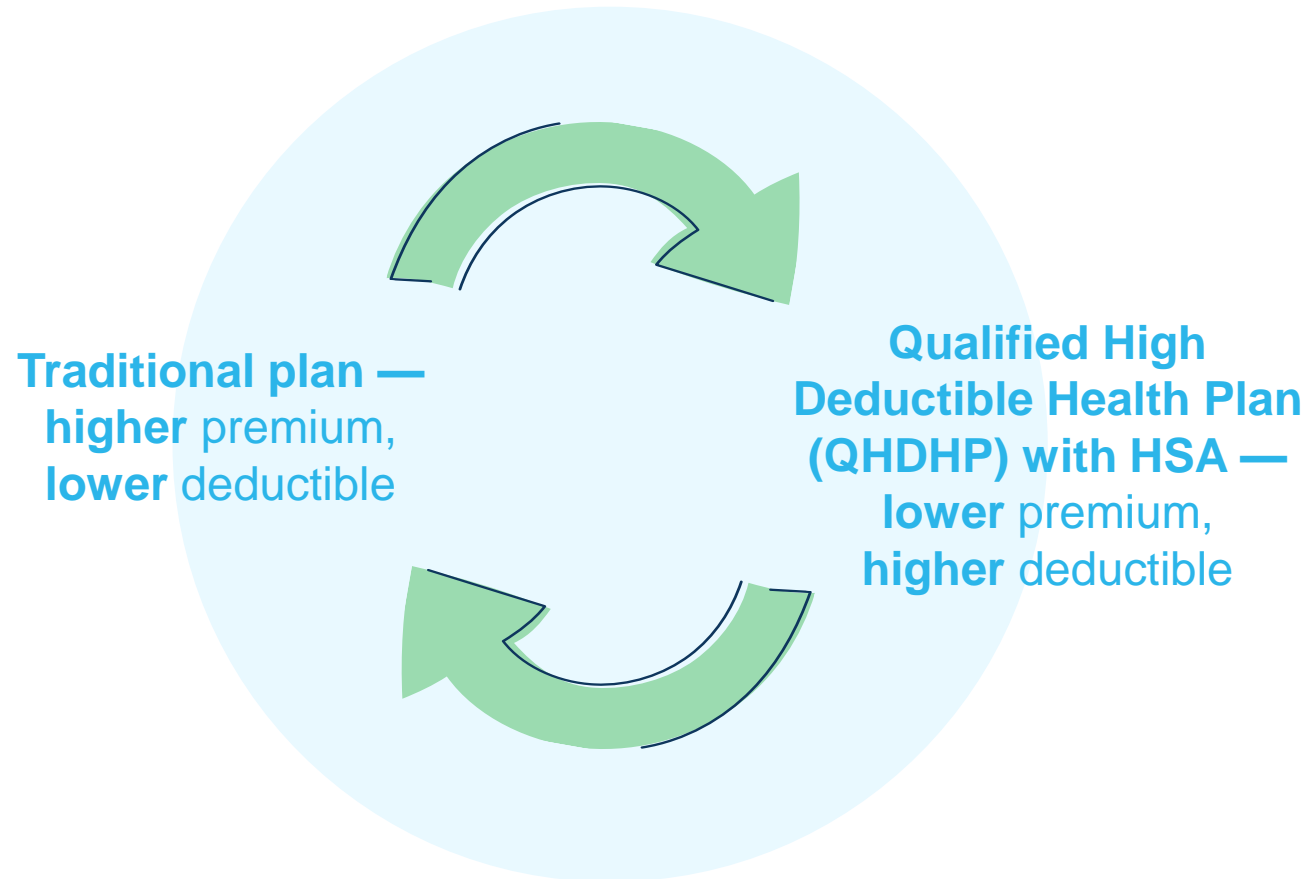 Traditional plan —
higher premium,
lower deductible
Qualified High
Deductible Health Plan
(QHDHP) with HSA —
lower premium,
higher deductible